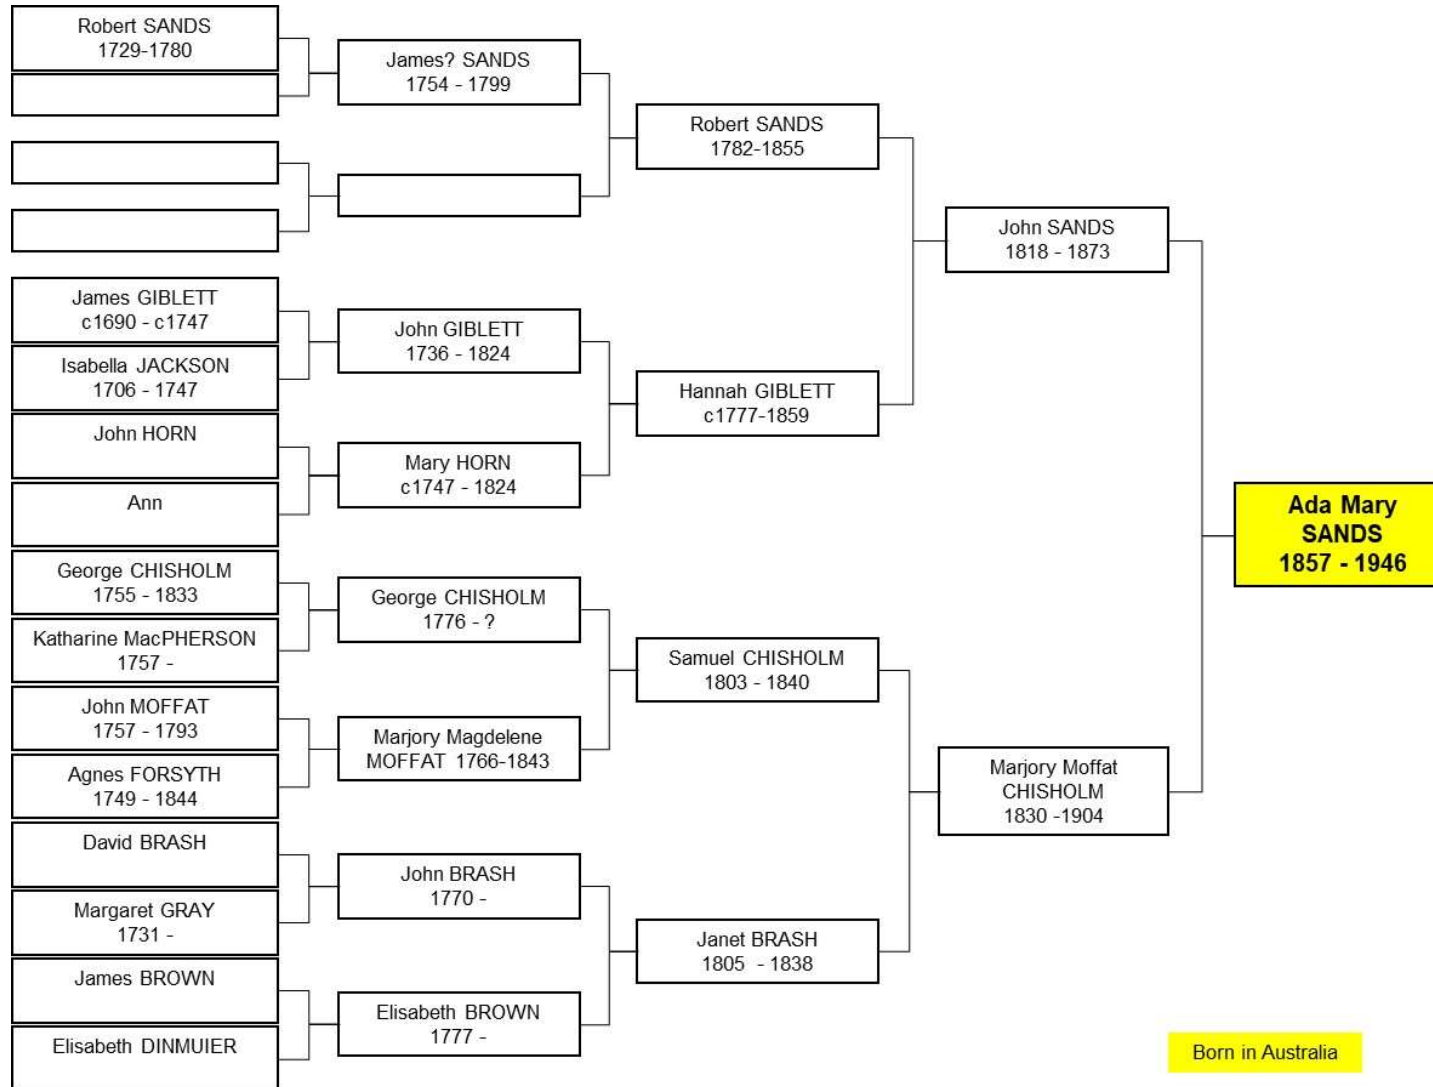 Robert SANDS
1729-1780
James? SANDS
1754 - 1799
Robert SANDS
1782-1855
John SANDS
1818 - 1873
James GIBLETT
c1690 - c1747
John GIBLETT
1736 - 1824
Isabella JACKSON
1706 - 1747
Hannah GIBLETT
c1777-1859
John HORN
Mary HORN
c1747 - 1824
Ann
Ada Mary
SANDS
1857 - 1946
George CHISHOLM
1755 - 1833
George CHISHOLM
1776 - ?
Katharine MacPHERSON
1757 -
Samuel CHISHOLM
1803 - 1840
John MOFFAT
1757 - 1793
Marjory Magdelene
MOFFAT 1766-1843
Agnes FORSYTH
1749 - 1844
Marjory Moffat
CHISHOLM
1830 -1904
David BRASH
John BRASH
1770 -
Margaret GRAY
1731 -
Janet BRASH
1805 - 1838
James BROWN
Elisabeth BROWN
1777 -
Elisabeth DINMUIER
Born in Australia